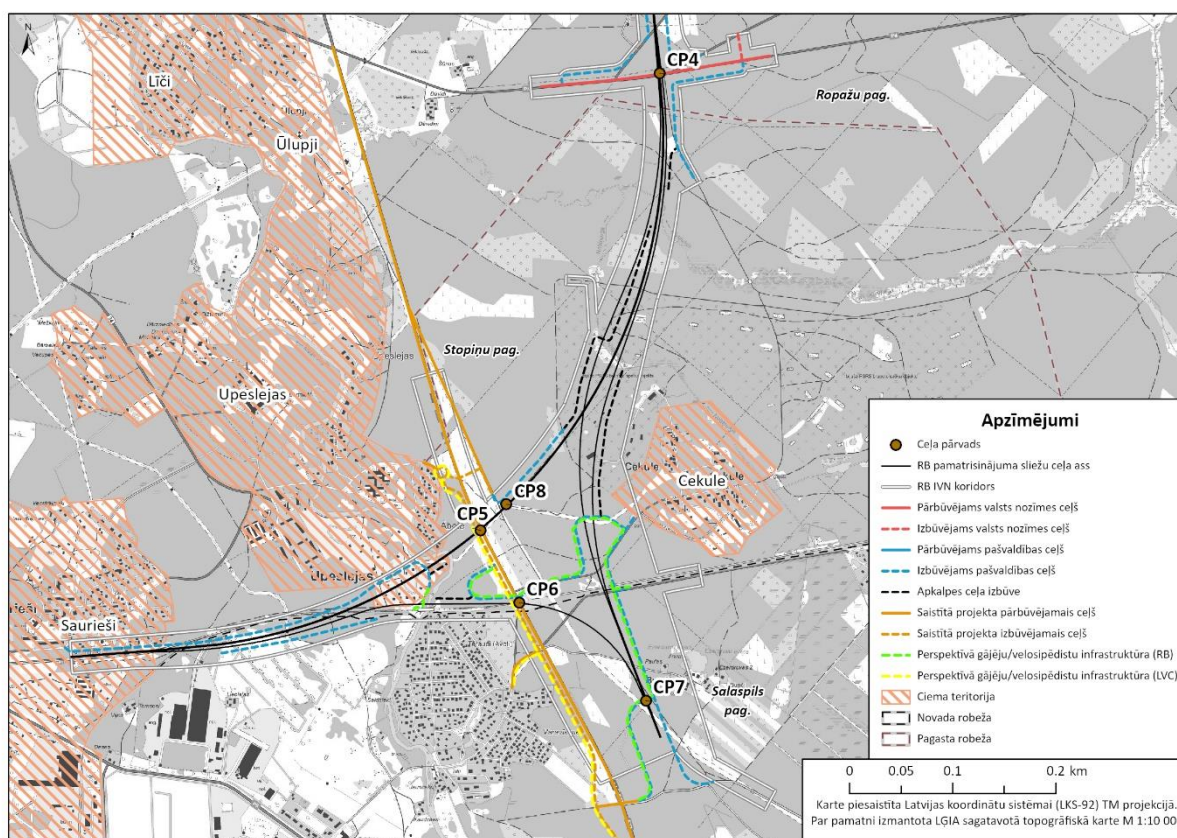 N
Līči
Ūlupji
CP4
Ropažu pag.
Stopiņu pag.
Upeslejas
Cekule
Cekule
CP8
CP5
Upeslejas
CP6
Saurieši
CP7
Salaspils
pag.
Apzīmējumi
Ceļa pārvads
RB pamatrisinājuma sliežu ceļa ass
RB IVN koridors
Pārbūvējams valsts nozīmes ceļš
Izbūvējams valsts nozīmes ceļš
Pārbūvējams pašvaldības ceļš
Izbūvējams pašvaldības ceļš
Apkalpes ceļa izbūve
Saistītā projekta pārbūvējamais ceļš
Saistītā projekta izbūvējamais ceļš
Perspektīvā gājēju/velosipēdistu infrastruktūra (RB)
Perspektīvā gājēju/velosipēdistu infrastruktūra (LVC)
Ciema teritorija
Novada robeža
Pagasta robeža
0 0.05 0.1 0.2 km
Karte piesaistīta Latvijas koordinātu sistēmai (LKS-92) TM projekcijā.
Par pamatni izmantota LĢIA sagatavotā topogrāfiskā karte M 1:10 00